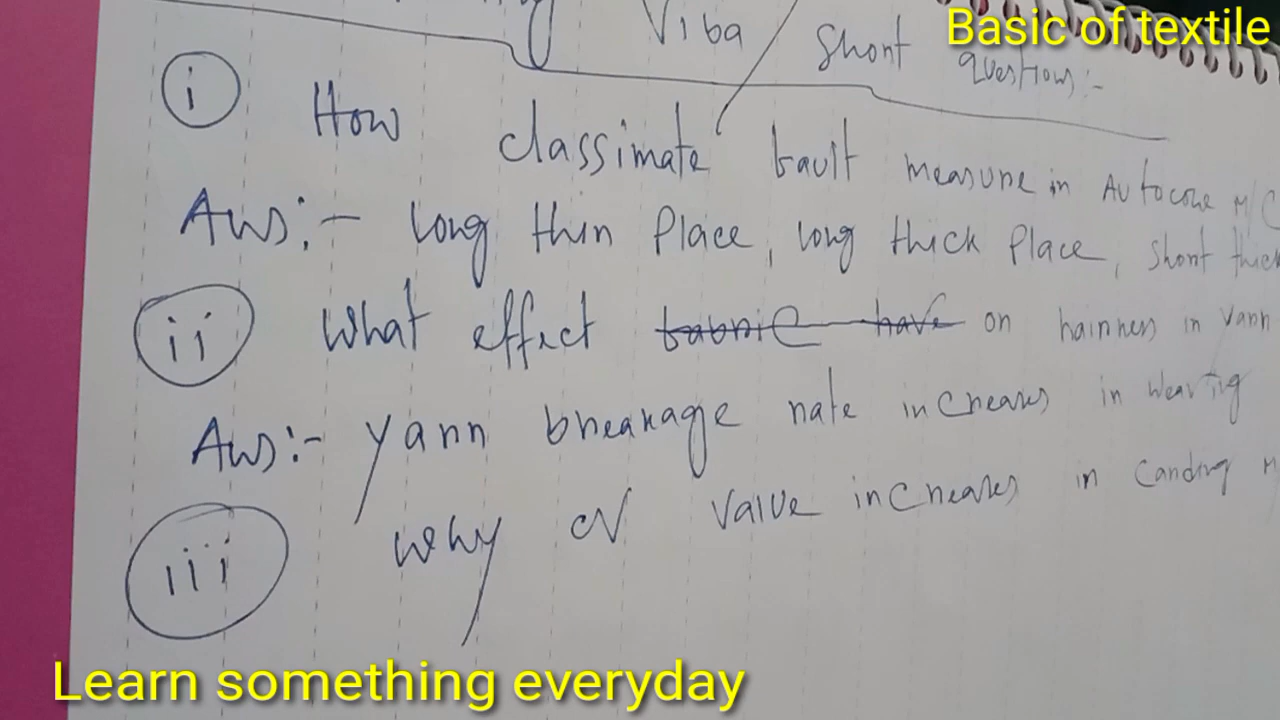 Basic of textile
Viba / Short
questions:-
i How classimate fault measure in Autocone M/C
Ans:- long thin Place, long thick Place, short thick
ii What effect fabric have on hairness in Yarn
Ans:- Yarn breakage rate increases in weaving
iii why CV value increases in Carding M
Learn something everyday